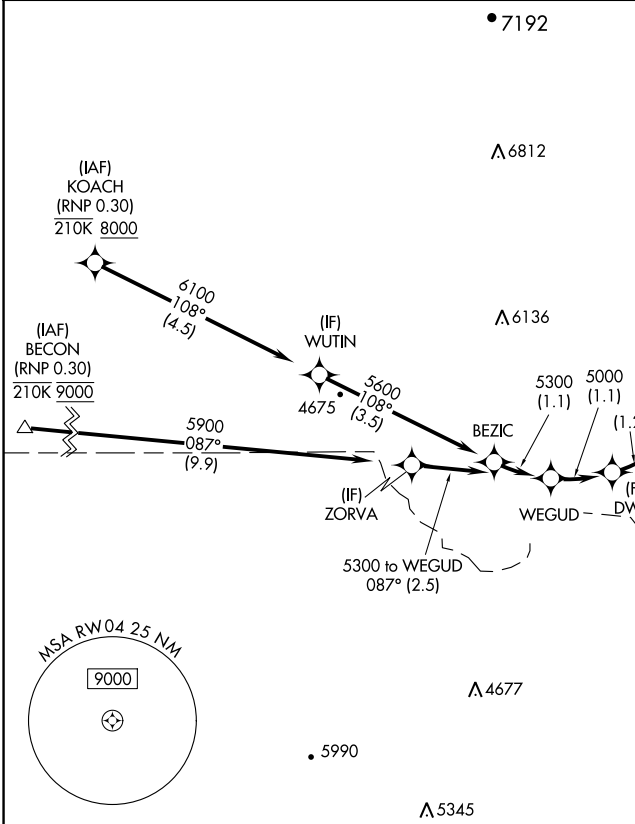 7192
6812
(IAF)
KOACH
(RNP 0.30)
210K 8000
6100
108°
(4.5)
6136
(IF)
WUTIN
(IAF)
BECON
(RNP 0.30)
210K 9000
4675
5600
108°
(3.5)
5300
(1.1)
5000
(1.1)
BEZIC
5900
087°
(9.9)
(IF)
ZORVA
WEGUD
5300 to WEGUD
087° (2.5)
MSA RW04 25 NM
9000
4677
5990
5345